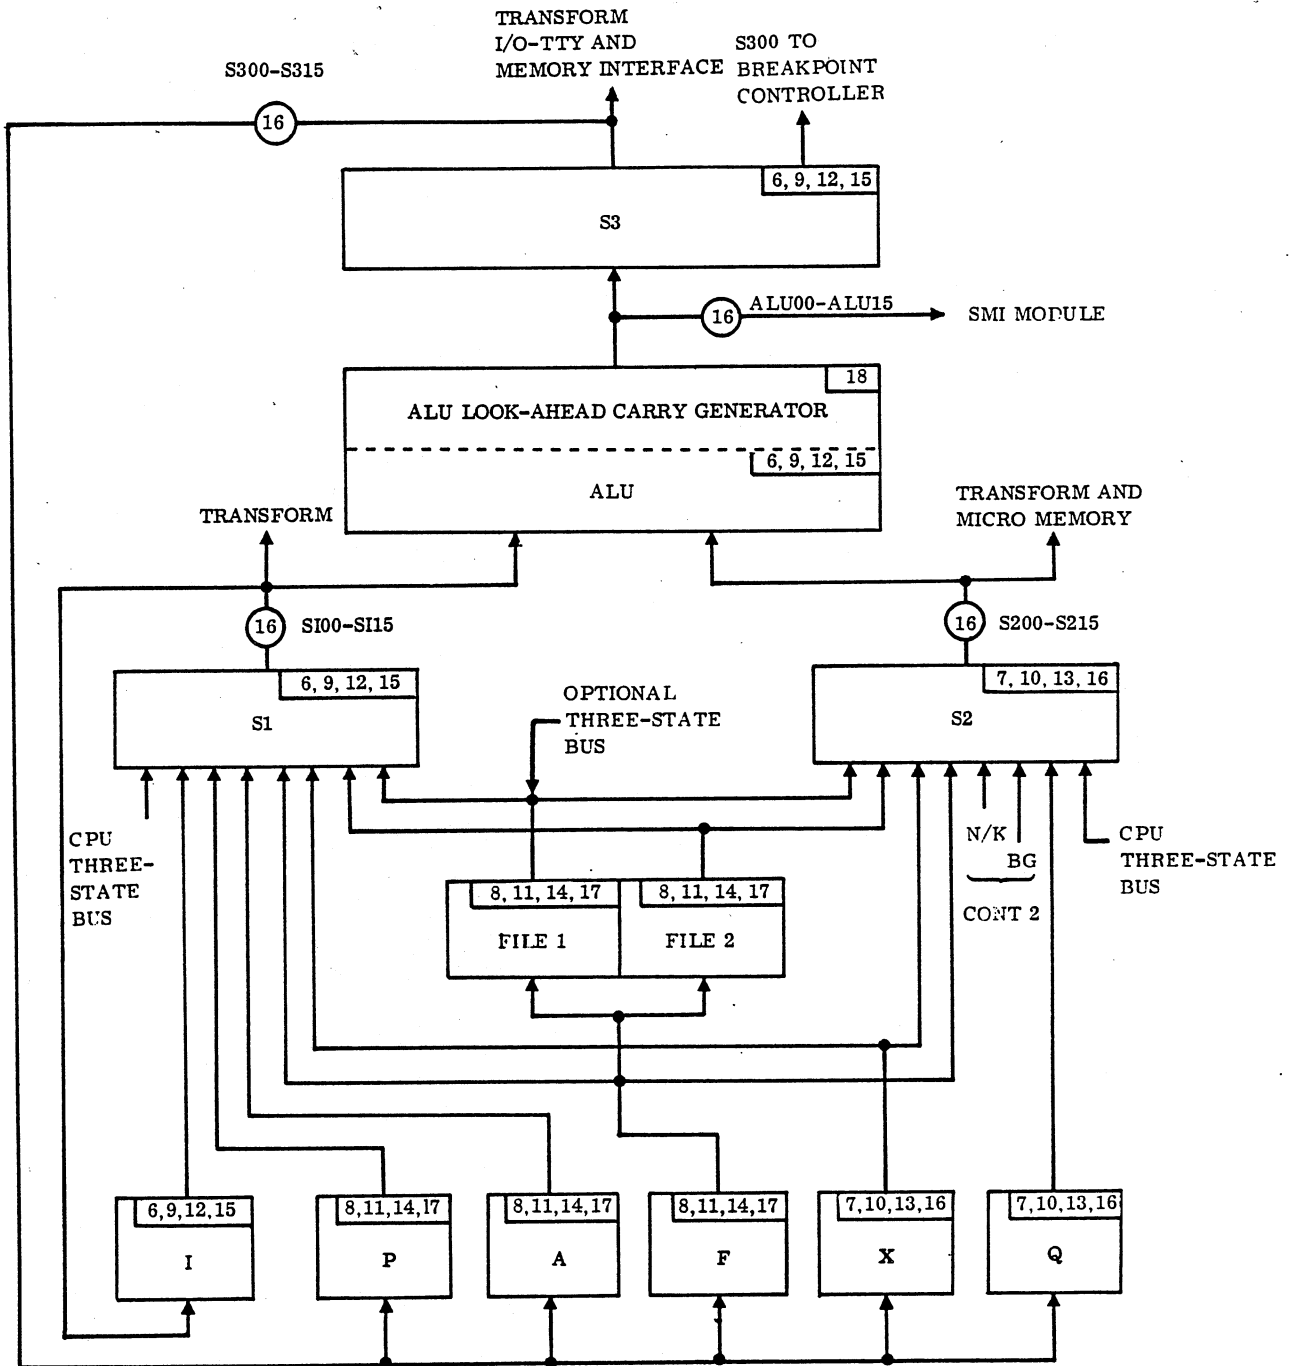 TRANSFORM
I/O-TTY AND
MEMORY INTERFACE
S300 TO
BREAKPOINT
CONTROLLER
S300-S315
16
6, 9, 12, 15
S3
16
ALU00-ALU15
SMI MODULE
18
ALU LOOK-AHEAD CARRY GENERATOR
6, 9, 12, 15
ALU
TRANSFORM
TRANSFORM AND
MICRO MEMORY
16
SI00-SI15
16
S200-S215
6, 9, 12, 15
S1
7, 10, 13, 16
S2
OPTIONAL
THREE-STATE
BUS
CPU
THREE-
STATE
BUS
N/K
BG
CONT 2
CPU
THREE-STATE
BUS
8, 11, 14, 17
FILE 1
8, 11, 14, 17
FILE 2
6,9,12,15
I
8,11,14,17
P
8,11,14,17
A
8,11,14,17
F
7,10,13,16
X
7,10,13,16
Q